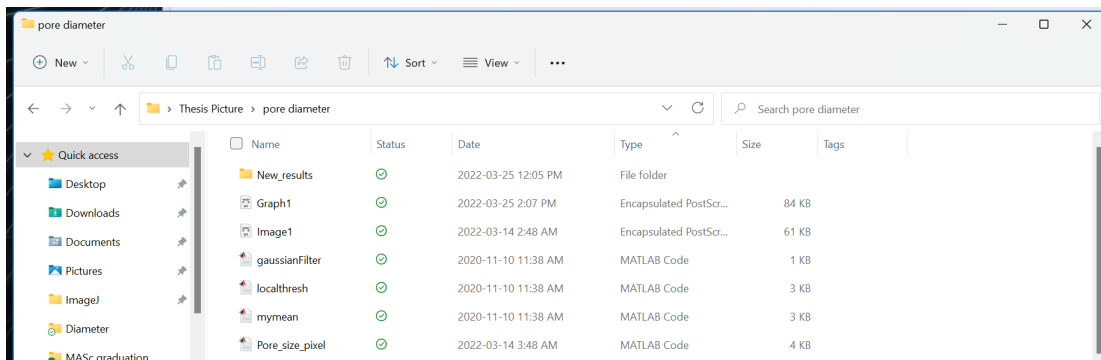 pore diameter
New
Sort
View
Thesis Picture > pore diameter
Search pore diameter
Name Status Date Type Size Tags
Quick access
Desktop
Downloads
Documents
Pictures
ImageJ
Diameter
MASc graduation
New_results 2022-03-25 12:05 PM File folder
Graph1 2022-03-25 2:07 PM Encapsulated PostScr... 84 KB
Image1 2022-03-14 2:48 AM Encapsulated PostScr... 61 KB
gaussianFilter 2020-11-10 11:38 AM MATLAB Code 1 KB
localthresh 2020-11-10 11:38 AM MATLAB Code 3 KB
mymean 2020-11-10 11:38 AM MATLAB Code 3 KB
Pore_size_pixel 2022-03-14 3:48 AM MATLAB Code 4 KB